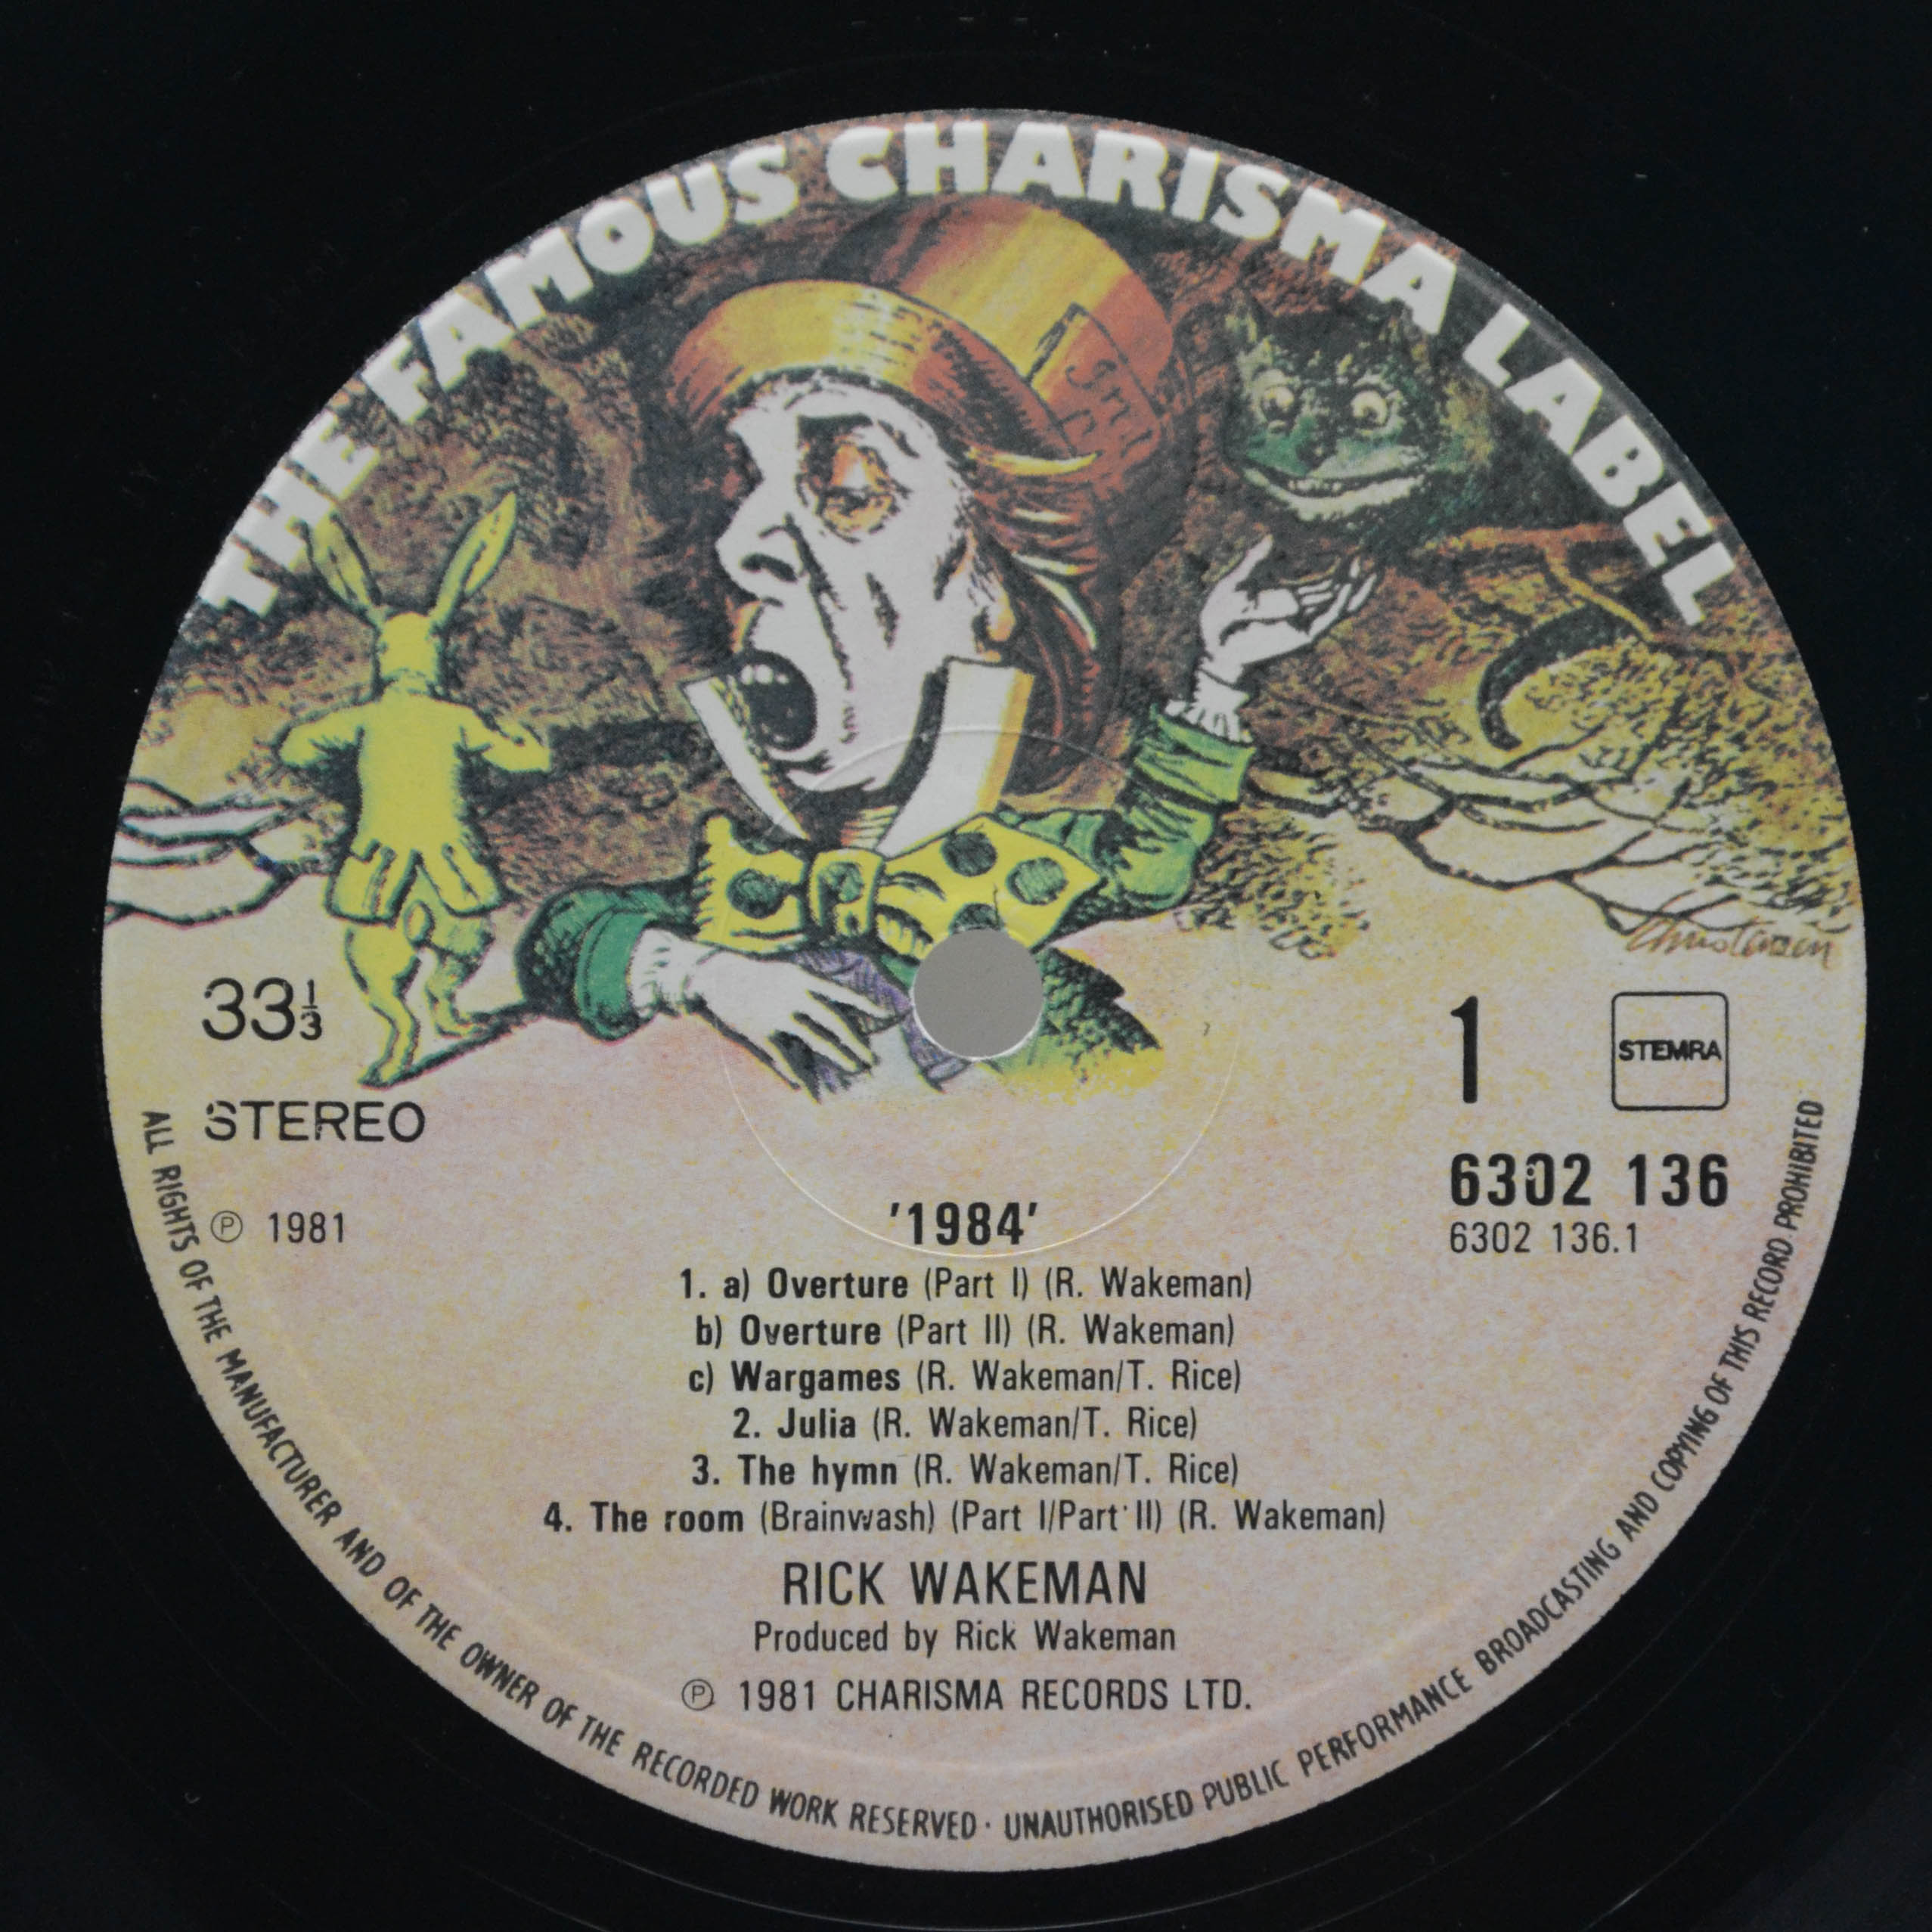 THE FAMOUS CHARISMA LABEL
33 1/3
STEREO
Ⓟ 1981
1
STEMRA
6302 136
6302 136.1
'1984'
1. a) Overture (Part I) (R. Wakeman)
b) Overture (Part II) (R. Wakeman)
c) Wargames (R. Wakeman/T. Rice)
2. Julia (R. Wakeman/T. Rice)
3. The hymn (R. Wakeman/T. Rice)
4. The room (Brainwash) (Part I/Part II) (R. Wakeman)
RICK WAKEMAN
Produced by Rick Wakeman
Ⓟ 1981 CHARISMA RECORDS LTD.
ALL RIGHTS OF THE MANUFACTURER AND OF THE OWNER OF THE RECORDED WORK RESERVED · UNAUTHORISED PUBLIC PERFORMANCE BROADCASTING AND COPYING OF THIS RECORD PROHIBITED